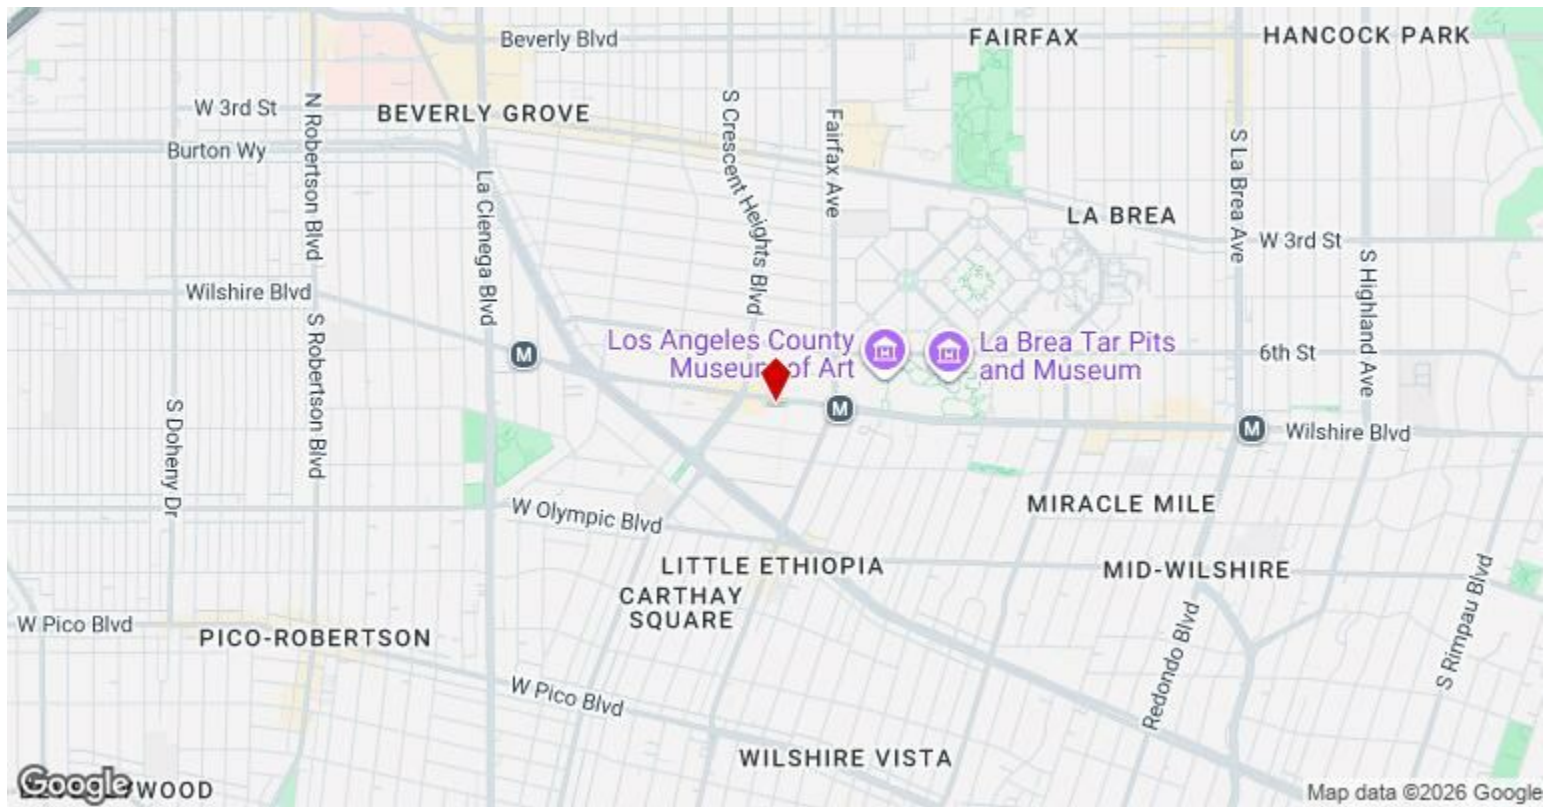 Beverly Blvd
FAIRFAX
HANCOCK PARK
W 3rd St
BEVERLY GROVE
Burton Wy
N Robertson Blvd
La Cienega Blvd
S Crescent Heights Blvd
Fairfax Ave
S La Brea Ave
LA BREA
W 3rd St
S Highland Ave
Wilshire Blvd
S Robertson Blvd
M
Los Angeles County
Museum of Art
La Brea Tar Pits
and Museum
6th St
S Doheny Dr
M
M
Wilshire Blvd
W Olympic Blvd
MIRACLE MILE
LITTLE ETHIOPIA
MID-WILSHIRE
CARTHAY
SQUARE
W Pico Blvd
PICO-ROBERTSON
Redondo Blvd
S Rimpau Blvd
W Pico Blvd
WILSHIRE VISTA
Google
WOOD
Map data ©2026 Google